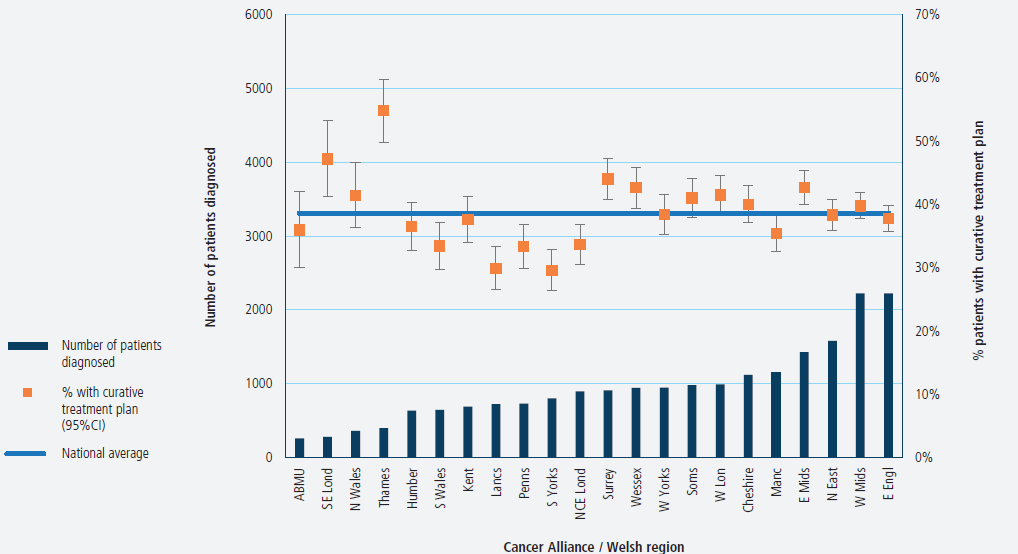 6000
5000
4000
3000
2000
1000
0
Number of patients diagnosed
70%
60%
50%
40%
30%
20%
10%
0%
% patients with curative treatment plan
Number of patients
diagnosed
% with curative
treatment plan
(95%CI)
National average
ABMU
SE Lond
N Wales
Thames
Humber
S Wales
Kent
Lancs
Penns
S Yorks
NCE Lond
Surrey
Wessex
W Yorks
Soms
W Lon
Cheshire
Manc
E Mids
N East
W Mids
E Engl
Cancer Alliance / Welsh region